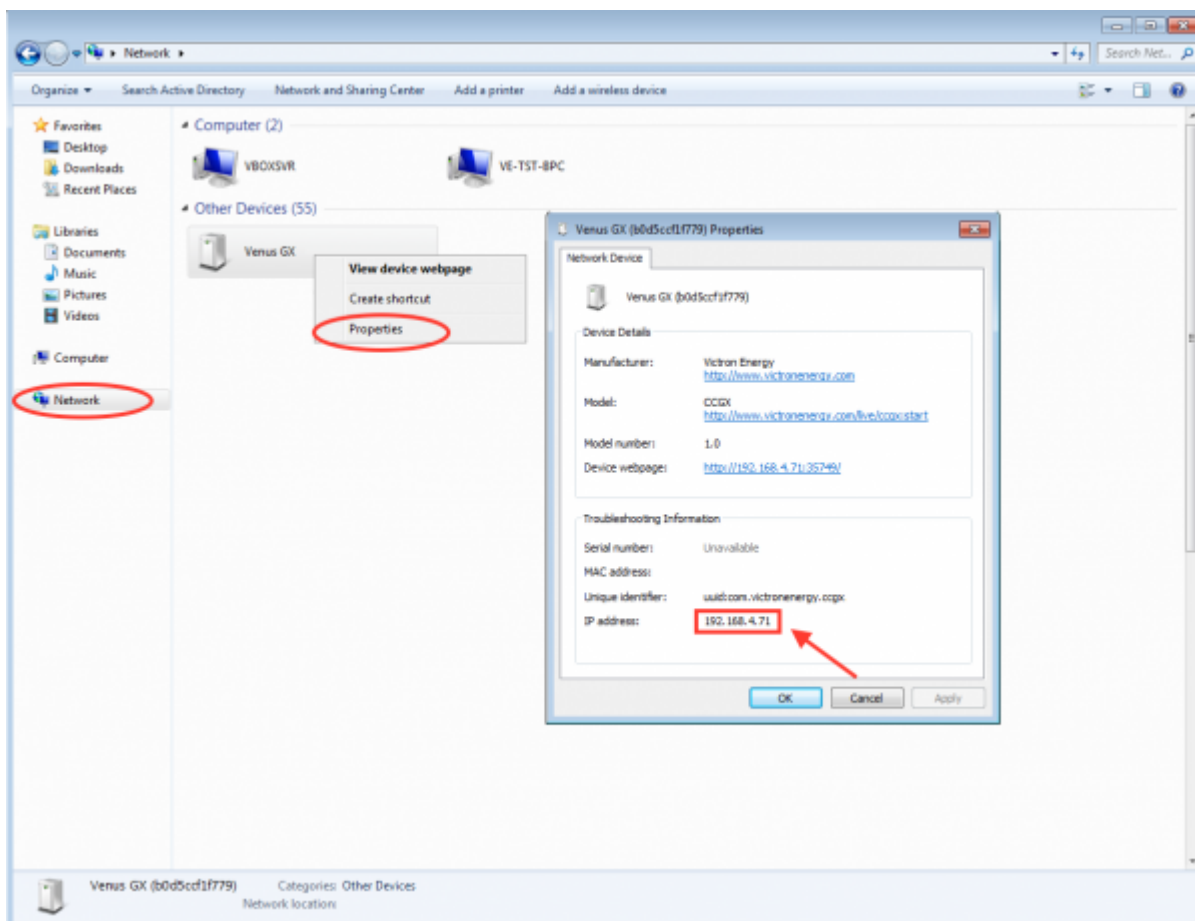 Network
Search Net...
Organize
Search Active Directory
Network and Sharing Center
Add a printer
Add a wireless device
Favorites
Desktop
Downloads
Recent Places
Libraries
Documents
Music
Pictures
Videos
Computer
Network
Computer (2)
VBOXSVR
VE-TST-8PC
Other Devices (55)
Venus GX
View device webpage
Create shortcut
Properties
Venus GX (b0d5ccf1f779) Properties
Network Device
Venus GX (b0d5ccf1f779)
Device Details
Manufacturer: Victron Energy
http://www.victronenergy.com
Model: CCGX
http://www.victronenergy.com/live/ccgx:start
Model number: 1.0
Device webpage: http://192.168.4.71:35749/
Troubleshooting Information
Serial number: Unavailable
MAC address:
Unique identifier: uuid:com.victronenergy.ccgx
IP address: 192.168.4.71
OK
Cancel
Apply
Venus GX (b0d5ccf1f779)
Categories: Other Devices
Network location: